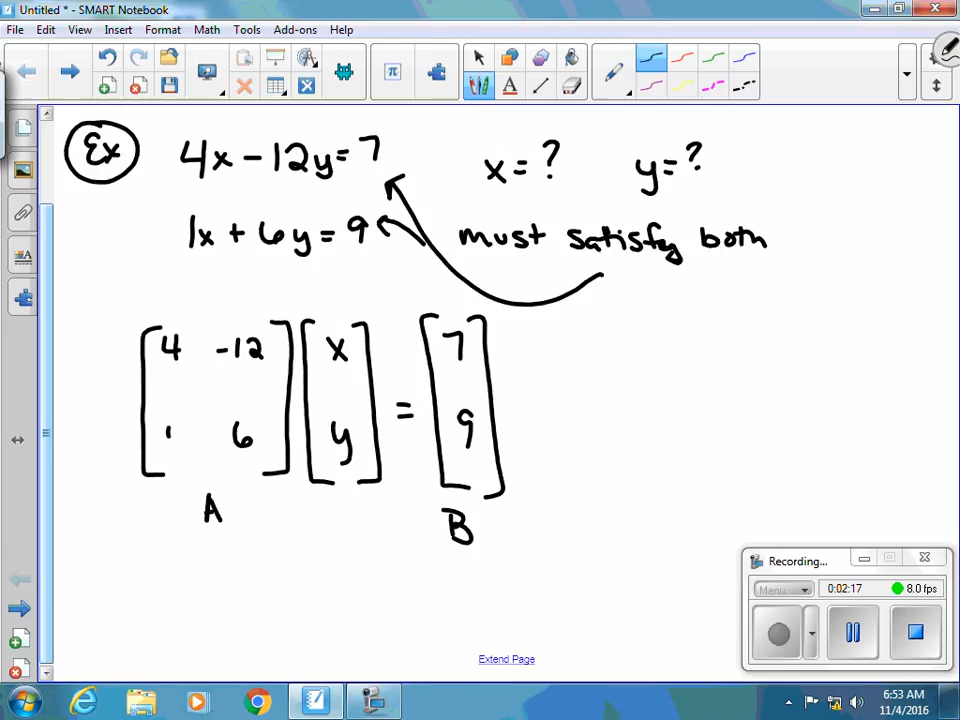 Untitled * - SMART Notebook
File Edit View Insert Format Math Tools Add-ons Help
π
A
Ex 4x - 12y = 7 x = ? y = ?
1x + 6y = 9 must satisfy both
4 -12 x = 7
1 6 y 9
A B
Recording...
Menu 0:02:17 8.0 fps
Extend Page
6:53 AM
11/4/2016